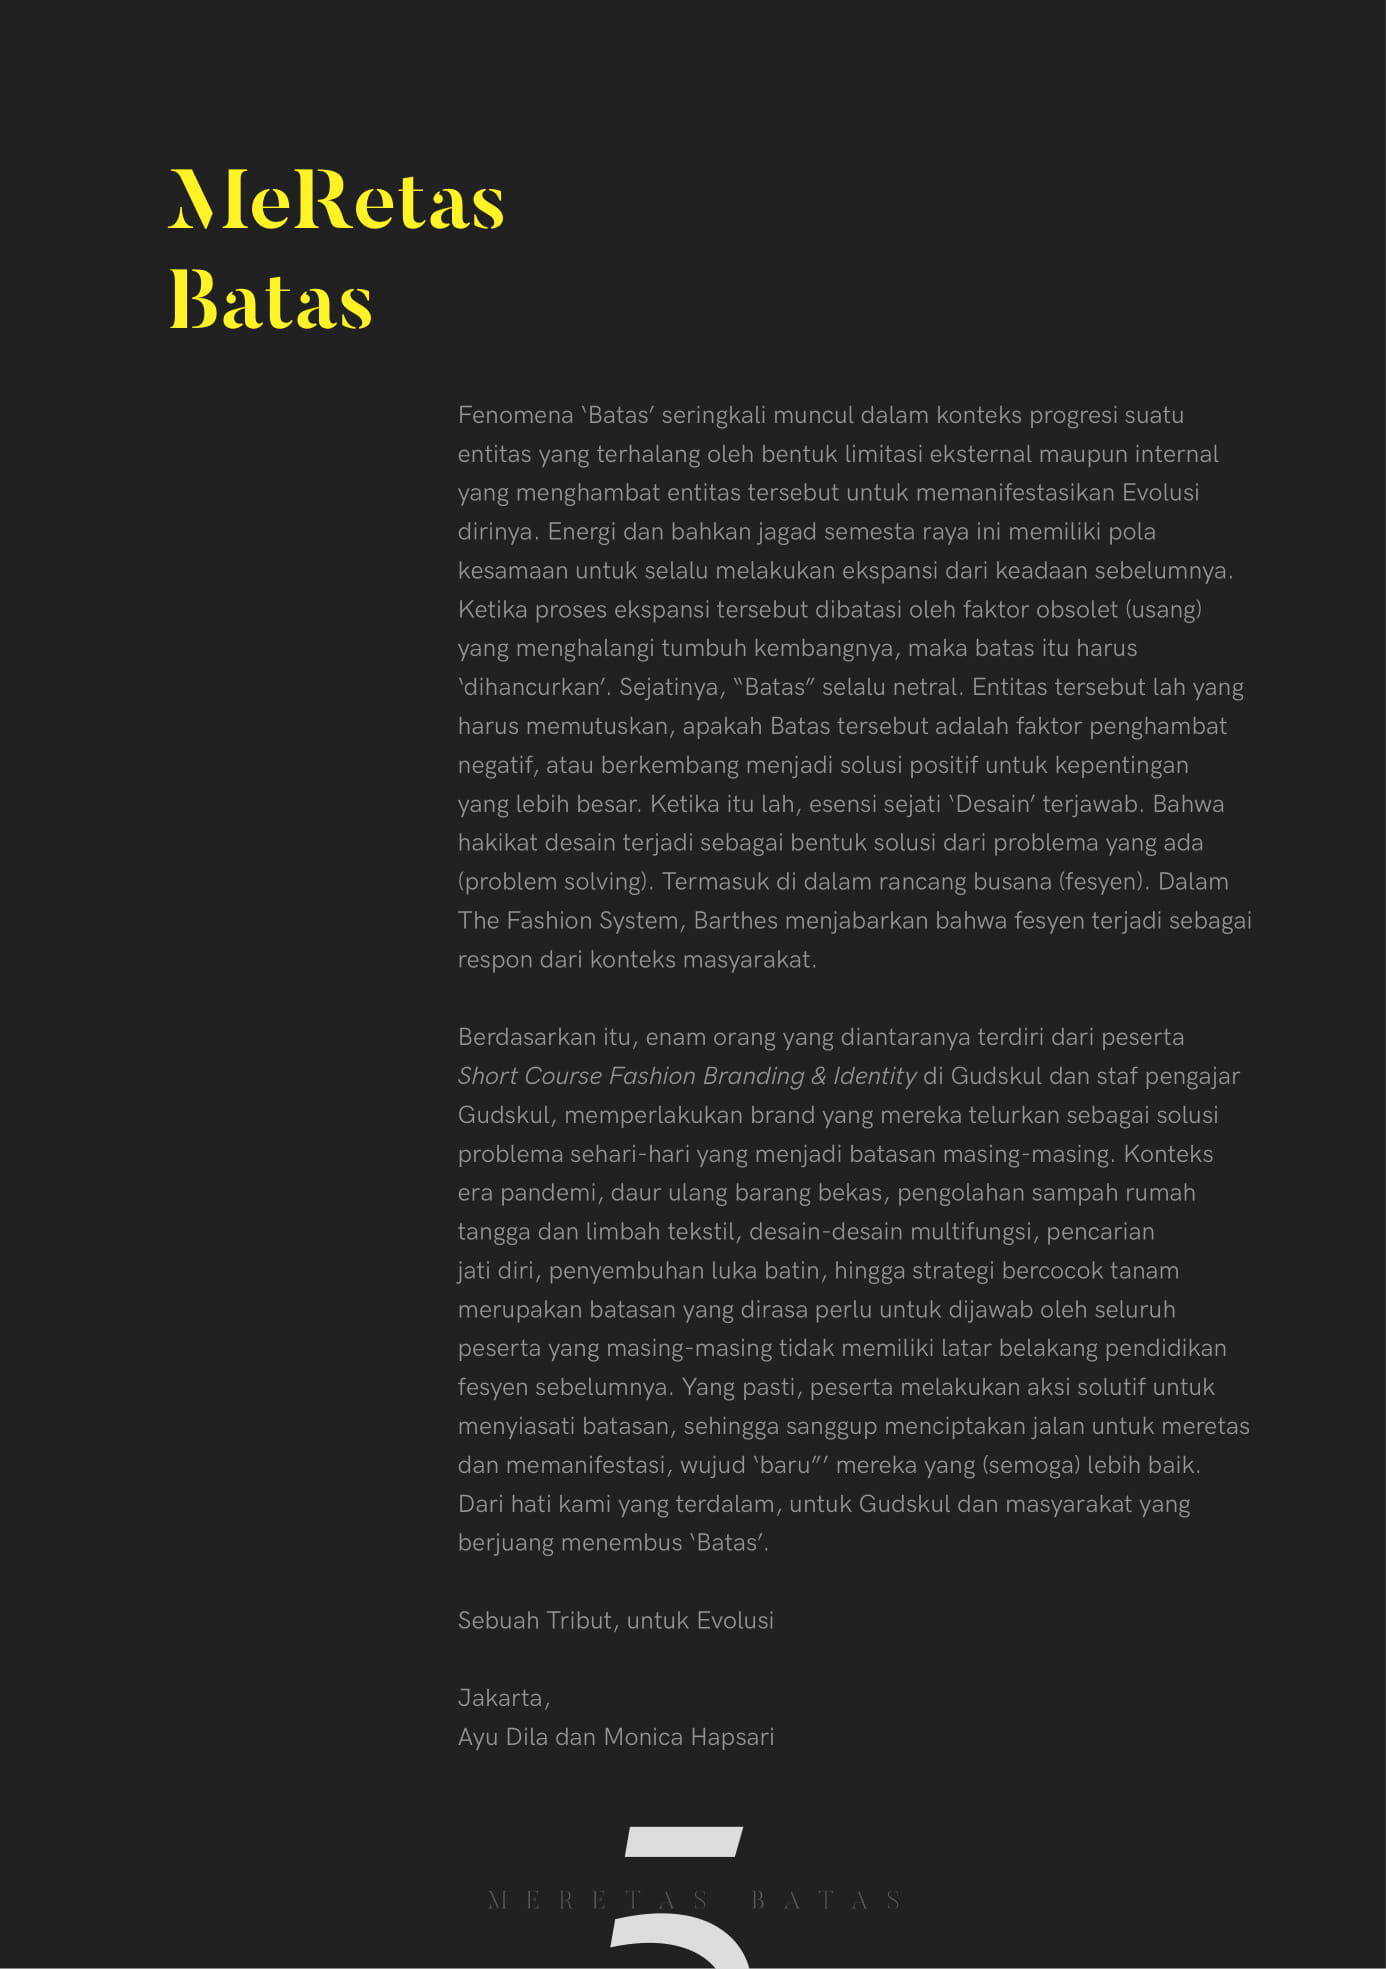 MeRetas
Batas
Fenomena ‘Batas’ seringkali muncul dalam konteks progresi suatu
entitas yang terhalang oleh bentuk limitasi eksternal maupun internal
yang menghambat entitas tersebut untuk memanifestasikan Evolusi
dirinya. Energi dan bahkan jagad semesta raya ini memiliki pola
kesamaan untuk selalu melakukan ekspansi dari keadaan sebelumnya.
Ketika proses ekspansi tersebut dibatasi oleh faktor obsolet (usang)
yang menghalangi tumbuh kembangnya, maka batas itu harus
‘dihancurkan’. Sejatinya, “Batas” selalu netral. Entitas tersebut lah yang
harus memutuskan, apakah Batas tersebut adalah faktor penghambat
negatif, atau berkembang menjadi solusi positif untuk kepentingan
yang lebih besar. Ketika itu lah, esensi sejati ‘Desain’ terjawab. Bahwa
hakikat desain terjadi sebagai bentuk solusi dari problema yang ada
(problem solving). Termasuk di dalam rancang busana (fesyen). Dalam
The Fashion System, Barthes menjabarkan bahwa fesyen terjadi sebagai
respon dari konteks masyarakat.
Berdasarkan itu, enam orang yang diantaranya terdiri dari peserta
Short Course Fashion Branding & Identity di Gudskul dan staf pengajar
Gudskul, memperlakukan brand yang mereka telurkan sebagai solusi
problema sehari-hari yang menjadi batasan masing-masing. Konteks
era pandemi, daur ulang barang bekas, pengolahan sampah rumah
tangga dan limbah tekstil, desain-desain multifungsi, pencarian
jati diri, penyembuhan luka batin, hingga strategi bercocok tanam
merupakan batasan yang dirasa perlu untuk dijawab oleh seluruh
peserta yang masing-masing tidak memiliki latar belakang pendidikan
fesyen sebelumnya. Yang pasti, peserta melakukan aksi solutif untuk
menyiasati batasan, sehingga sanggup menciptakan jalan untuk meretas
dan memanifestasi, wujud ‘baru”’ mereka yang (semoga) lebih baik.
Dari hati kami yang terdalam, untuk Gudskul dan masyarakat yang
berjuang menembus ‘Batas’.
Sebuah Tribut, untuk Evolusi
Jakarta,
Ayu Dila dan Monica Hapsari
MERETAS BATAS
5